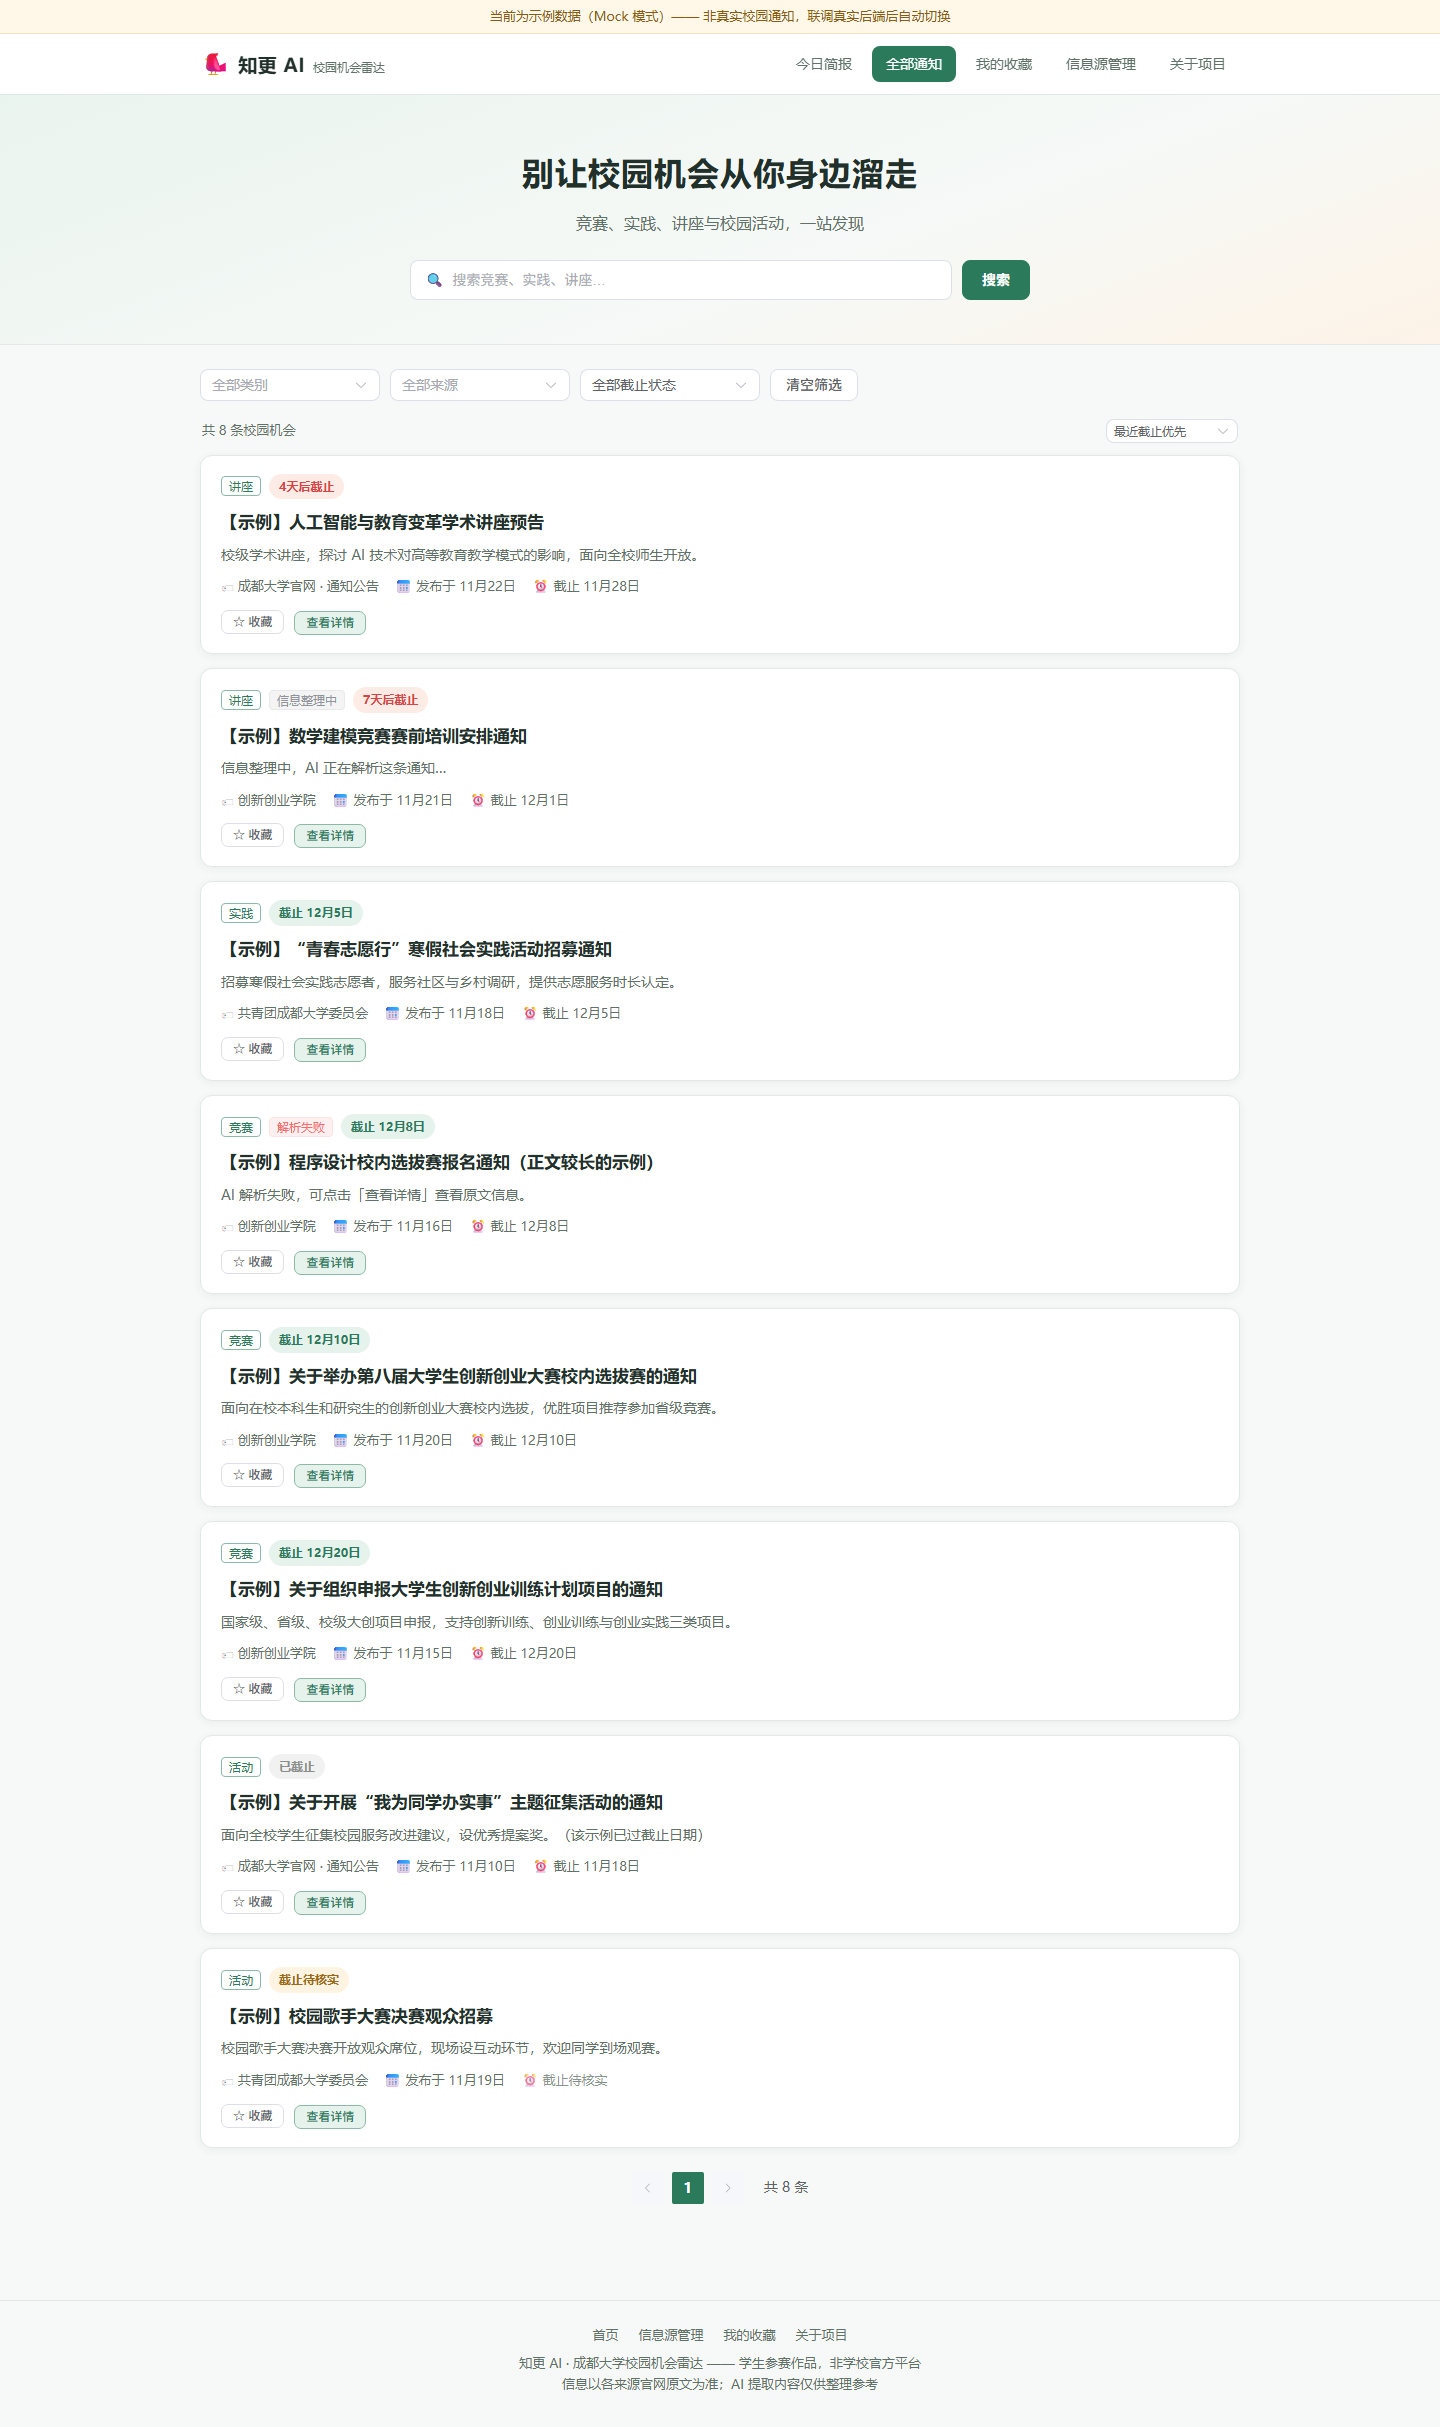 当前为示例数据（Mock 模式）—— 非真实校园通知，联调真实后端后自动切换
知更 AI 校园机会雷达 今日简报 全部通知 我的收藏 信息源管理 关于项目
别让校园机会从你身边溜走
竞赛、实践、讲座与校园活动，一站发现
搜索竞赛、实践、讲座... 搜索
全部类别 全部来源 全部截止状态 清空筛选
共 8 条校园机会 最近截止优先
讲座 4天后截止
【示例】人工智能与教育变革学术讲座预告
校级学术讲座，探讨 AI 技术对高等教育教学模式的影响，面向全校师生开放。
成都大学官网 · 通知公告 发布于 11月22日 截止 11月28日
☆ 收藏 查看详情
讲座 信息整理中 7天后截止
【示例】数学建模竞赛赛前培训安排通知
信息整理中，AI 正在解析这条通知...
创新创业学院 发布于 11月21日 截止 12月1日
☆ 收藏 查看详情
实践 截止 12月5日
【示例】“青春志愿行”寒假社会实践活动招募通知
招募寒假社会实践志愿者，服务社区与乡村调研，提供志愿服务时长认定。
共青团成都大学委员会 发布于 11月18日 截止 12月5日
☆ 收藏 查看详情
竞赛 解析失败 截止 12月8日
【示例】程序设计校内选拔赛报名通知（正文较长的示例）
AI 解析失败，可点击「查看详情」查看原文信息。
创新创业学院 发布于 11月16日 截止 12月8日
☆ 收藏 查看详情
竞赛 截止 12月10日
【示例】关于举办第八届大学生创新创业大赛校内选拔赛的通知
面向在校本科生和研究生的创新创业大赛校内选拔，优胜项目推荐参加省级竞赛。
创新创业学院 发布于 11月20日 截止 12月10日
☆ 收藏 查看详情
竞赛 截止 12月20日
【示例】关于组织申报大学生创新创业训练计划项目的通知
国家级、省级、校级大创项目申报，支持创新训练、创业训练与创业实践三类项目。
创新创业学院 发布于 11月15日 截止 12月20日
☆ 收藏 查看详情
活动 已截止
【示例】关于开展“我为同学办实事”主题征集活动的通知
面向全校学生征集校园服务改进建议，设优秀提案奖。（该示例已过截止日期）
成都大学官网 · 通知公告 发布于 11月10日 截止 11月18日
☆ 收藏 查看详情
活动 截止待核实
【示例】校园歌手大赛决赛观众招募
校园歌手大赛决赛开放观众席位，现场设互动环节，欢迎同学到场观赛。
共青团成都大学委员会 发布于 11月19日 截止待核实
☆ 收藏 查看详情
1 共 8 条
首页 信息源管理 我的收藏 关于项目
知更 AI · 成都大学校园机会雷达 —— 学生参赛作品，非学校官方平台
信息以各来源官网原文为准；AI 提取内容仅供整理参考